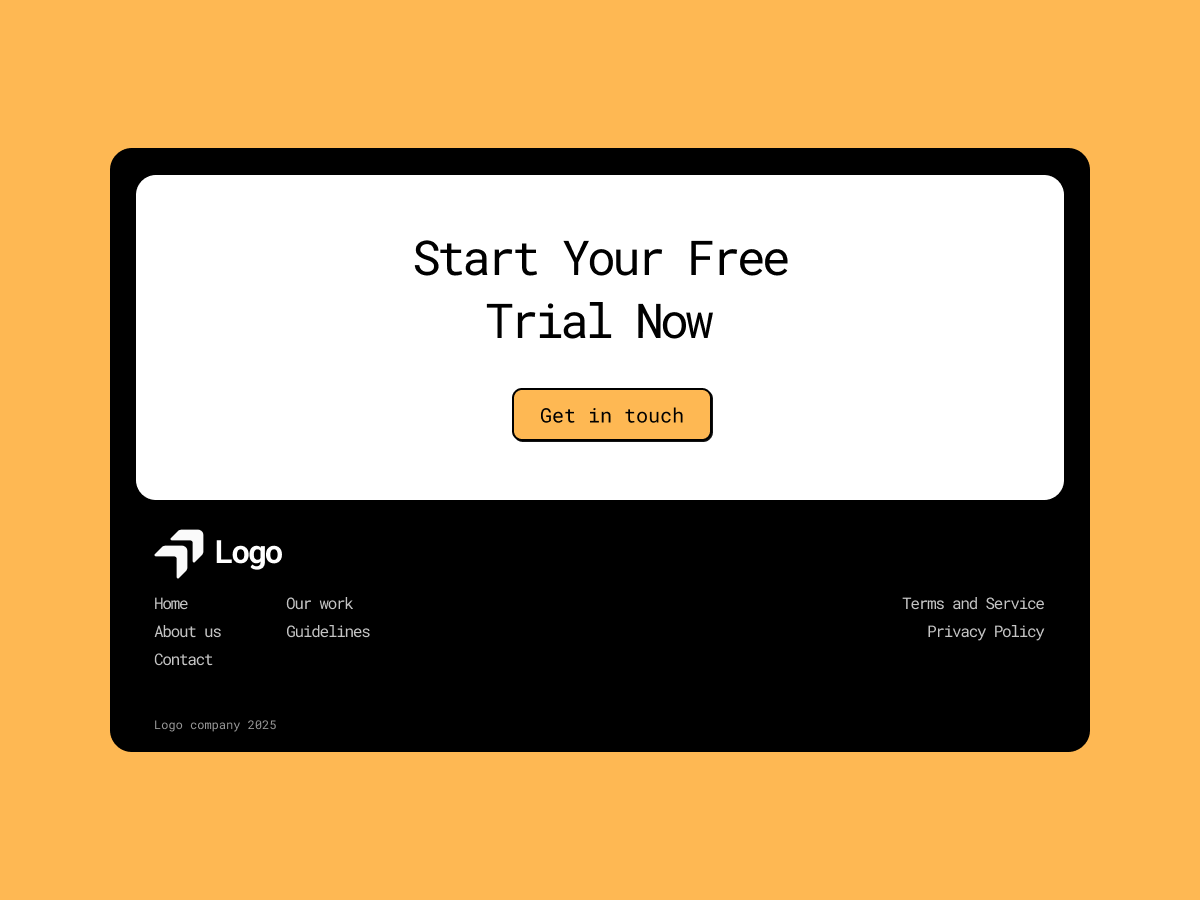 Start Your Free
Trial Now
Get in touch
Logo
Home
About us
Contact
Our work
Guidelines
Terms and Service
Privacy Policy
Logo company 2025